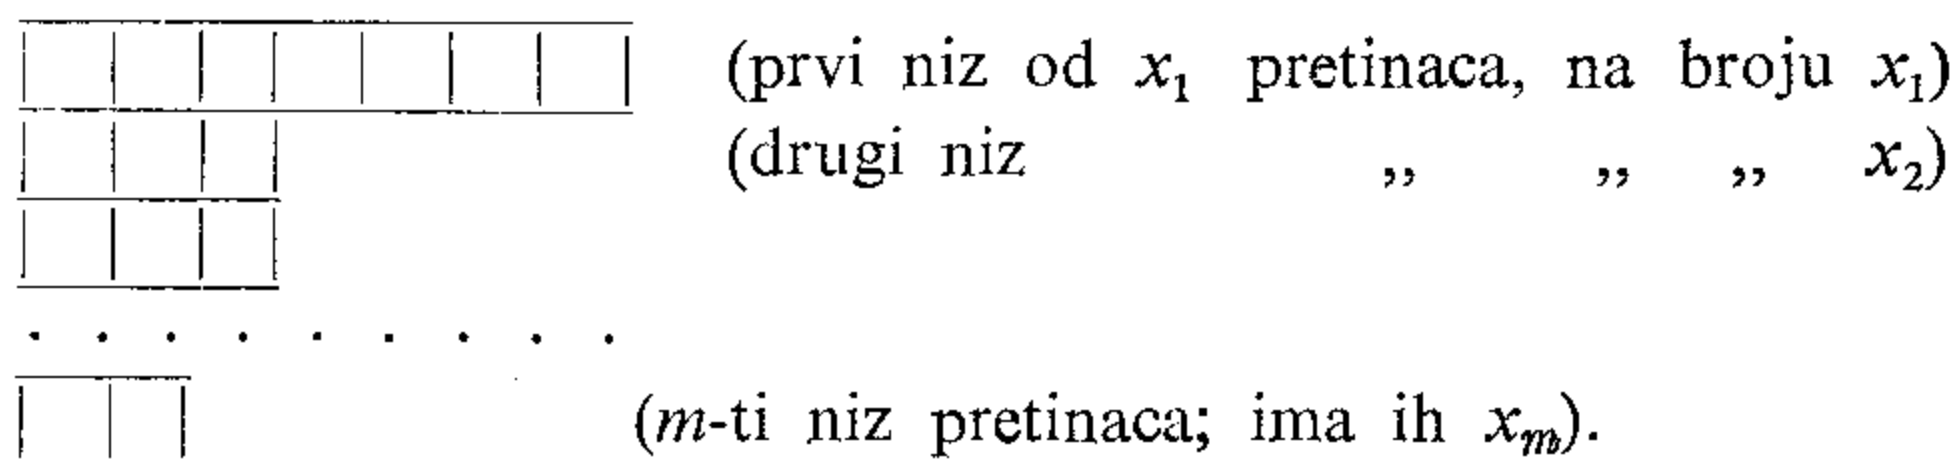 (prvi niz od x₁ pretinaca, na broju x₁)
(drugi niz ,, ,, ,, x₂)
. . . . . . . . .
(m-ti niz pretinaca; ima ih xₘ).